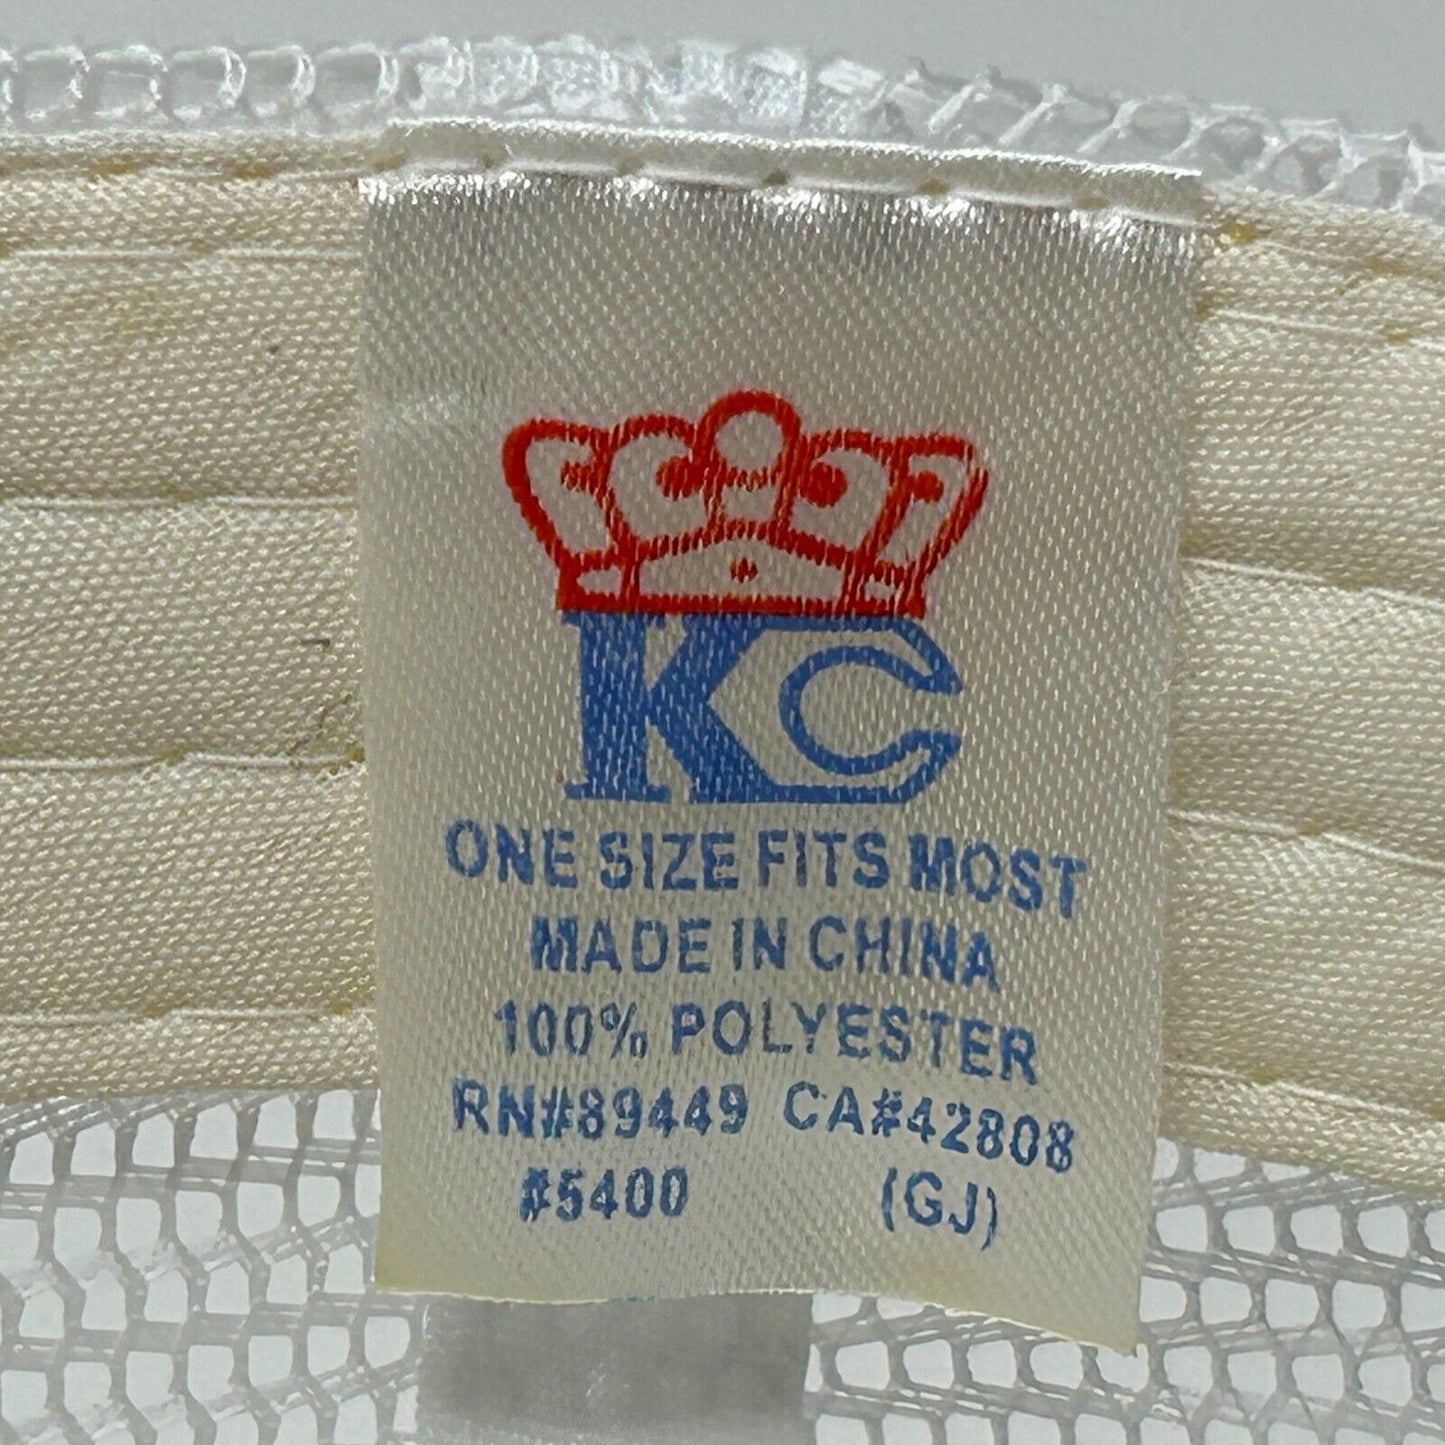 KC
ONE SIZE FITS MOST
MADE IN CHINA
100% POLYESTER
RN#89449 CA#42808
#5400 (GJ)